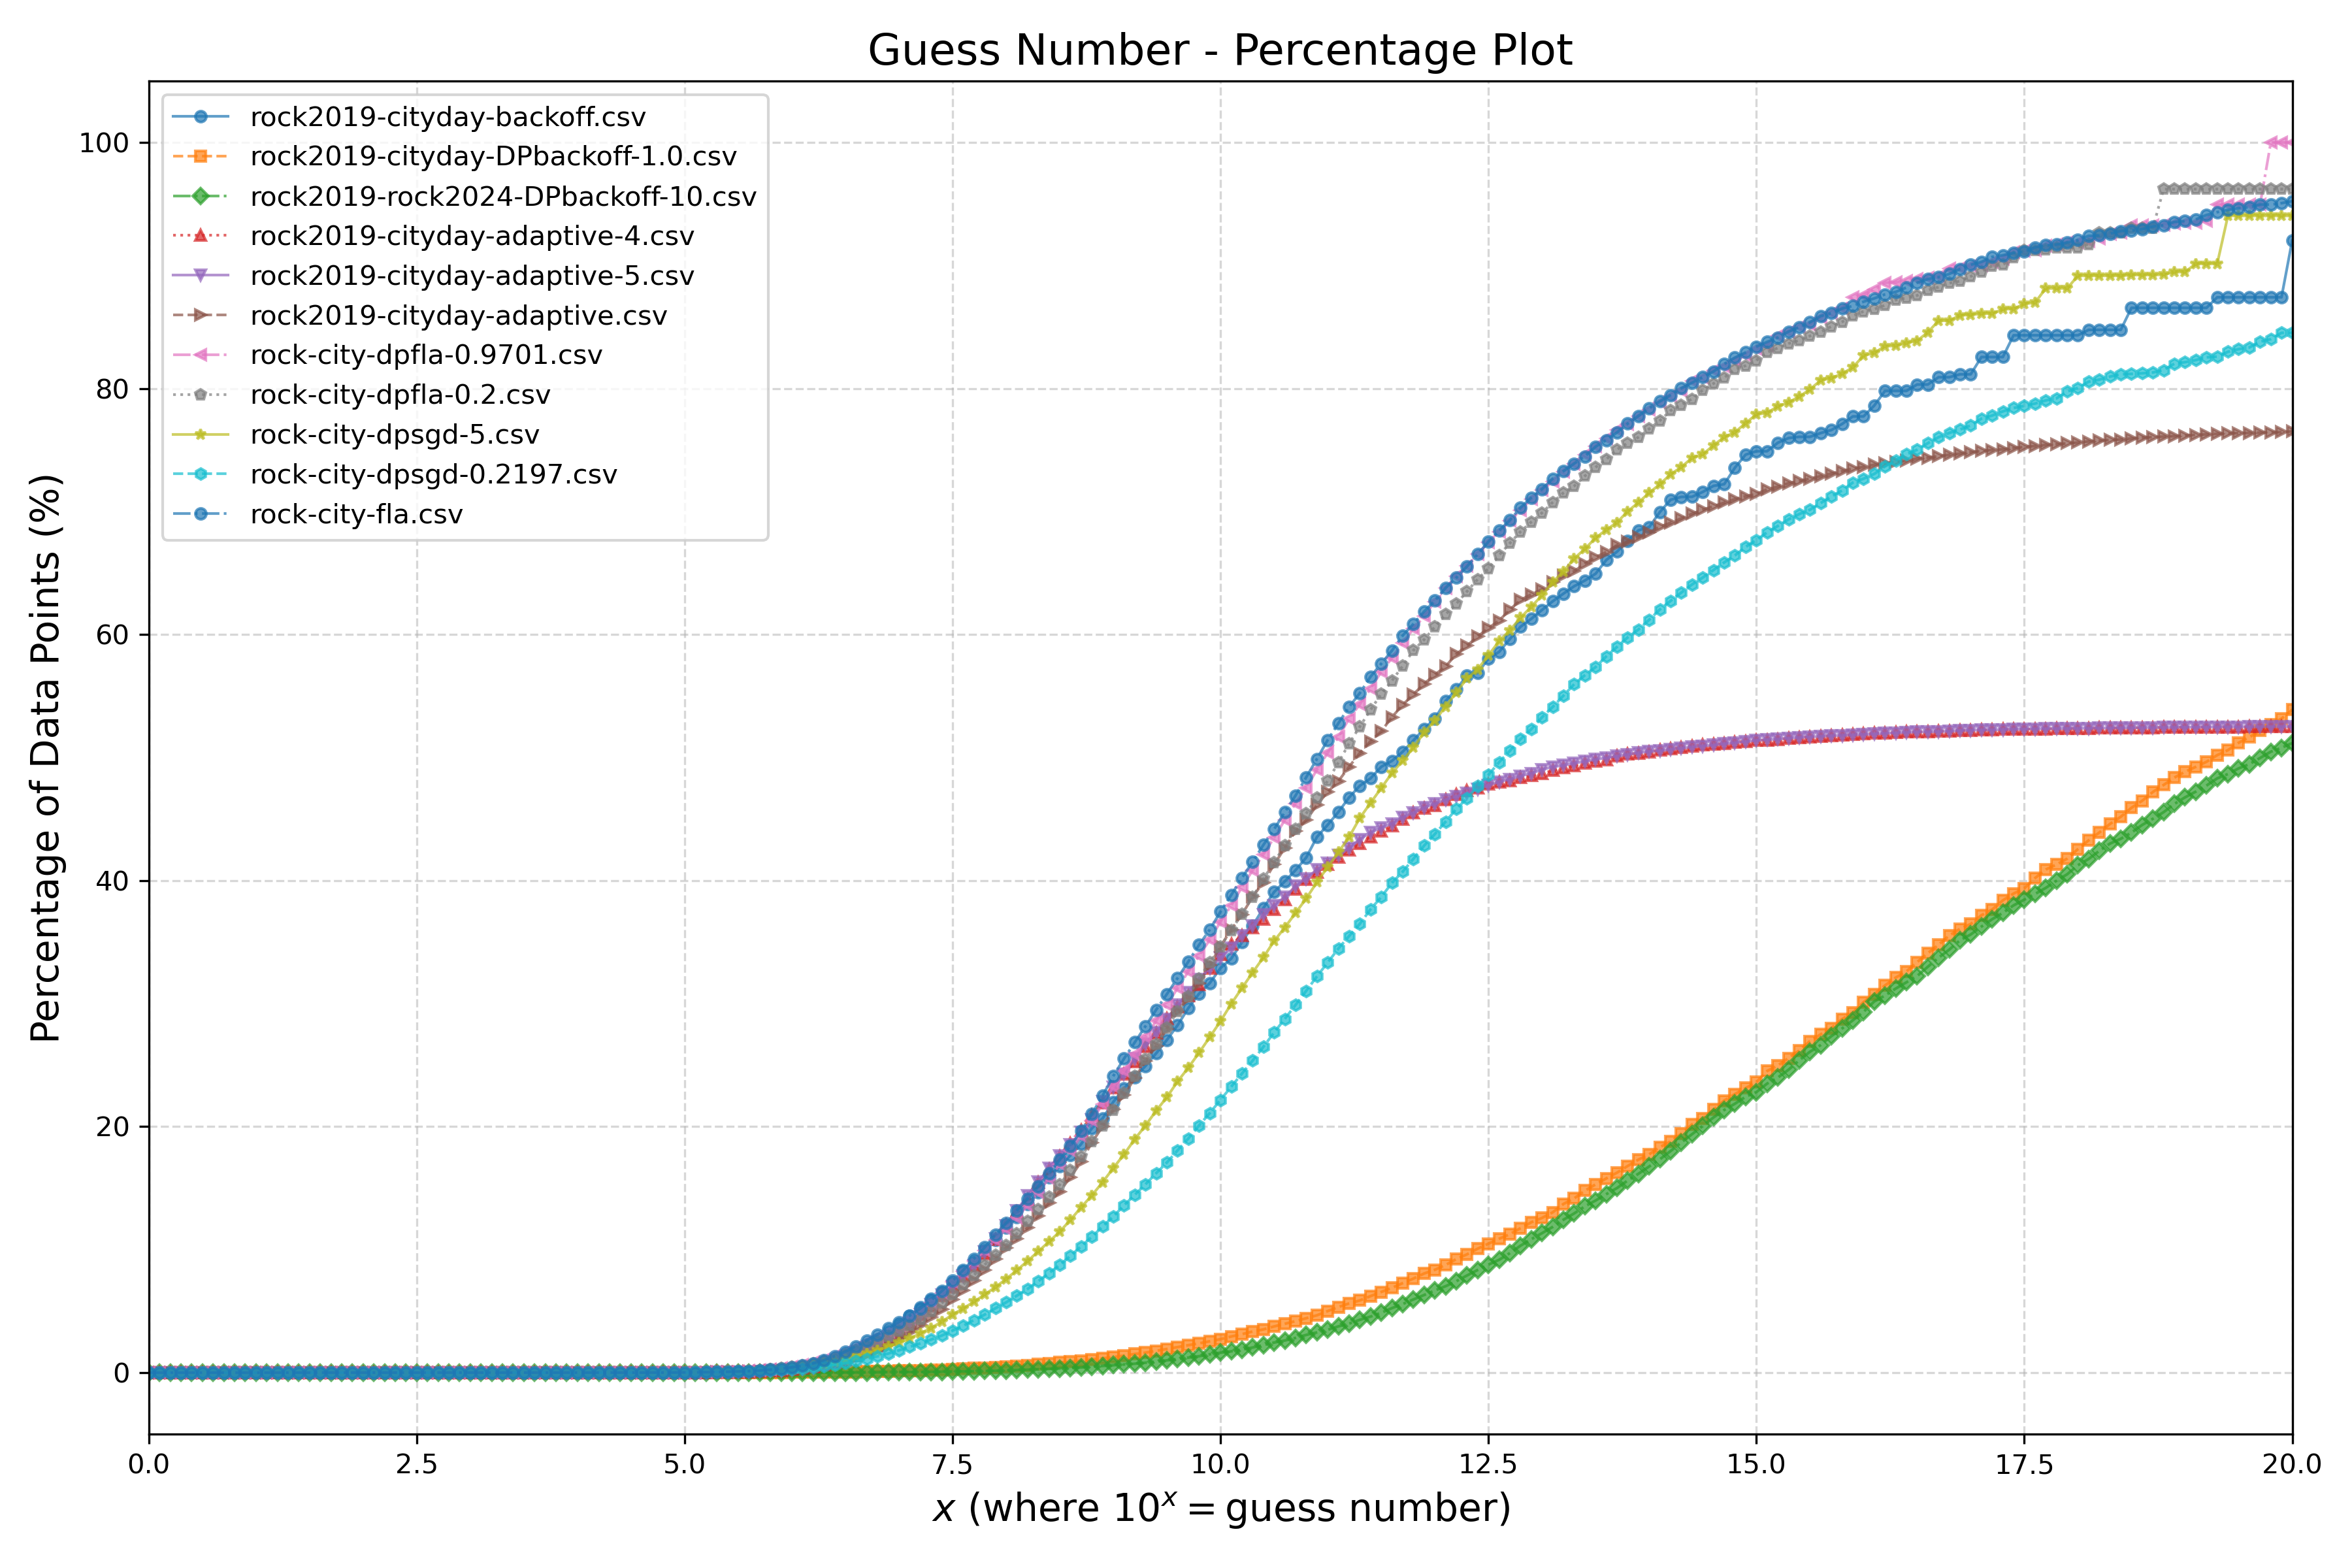 Guess Number - Percentage Plot
rock2019-cityday-backoff.csv
rock2019-cityday-DPbackoff-1.0.csv
rock2019-rock2024-DPbackoff-10.csv
rock2019-cityday-adaptive-4.csv
rock2019-cityday-adaptive-5.csv
rock2019-cityday-adaptive.csv
rock-city-dpfla-0.9701.csv
rock-city-dpfla-0.2.csv
rock-city-dpsgd-5.csv
rock-city-dpsgd-0.2197.csv
rock-city-fla.csv
Percentage of Data Points (%)
100
80
60
40
20
0
0.0 2.5 5.0 7.5 10.0 12.5 15.0 17.5 20.0
x (where 10^x = guess number)